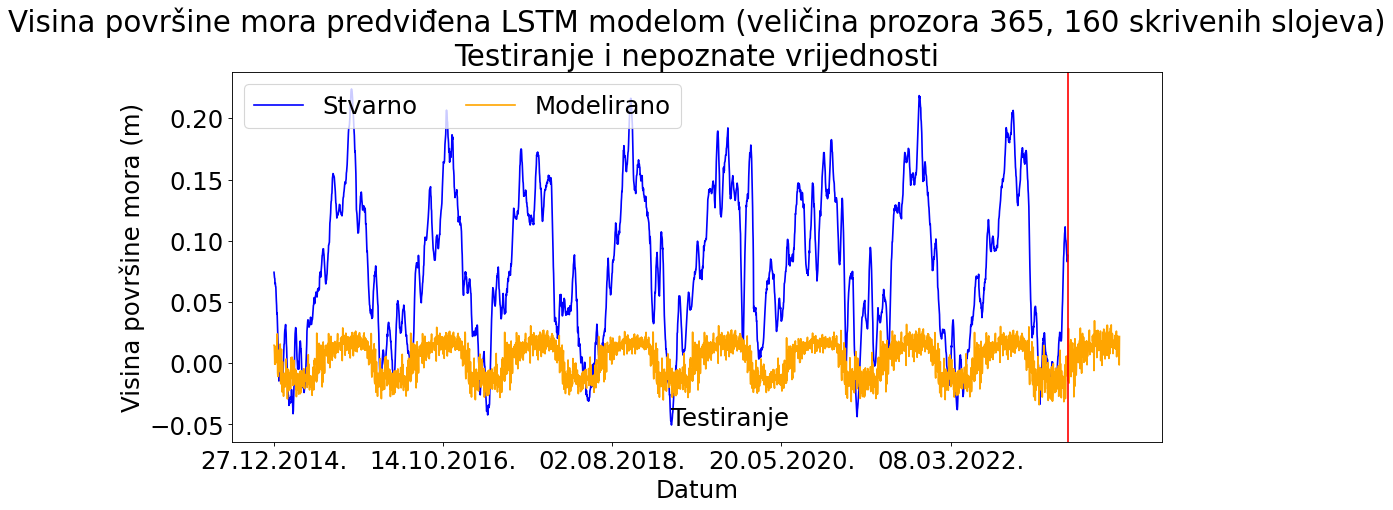 Visina površine mora predviđena LSTM modelom (veličina prozora 365, 160 skrivenih slojeva)
Testiranje i nepoznate vrijednosti
Stvarno
Modelirano
Visina površine mora (m)
0.20
0.15
0.10
0.05
0.00
−0.05
Testiranje
27.12.2014.
14.10.2016.
02.08.2018.
20.05.2020.
08.03.2022.
Datum